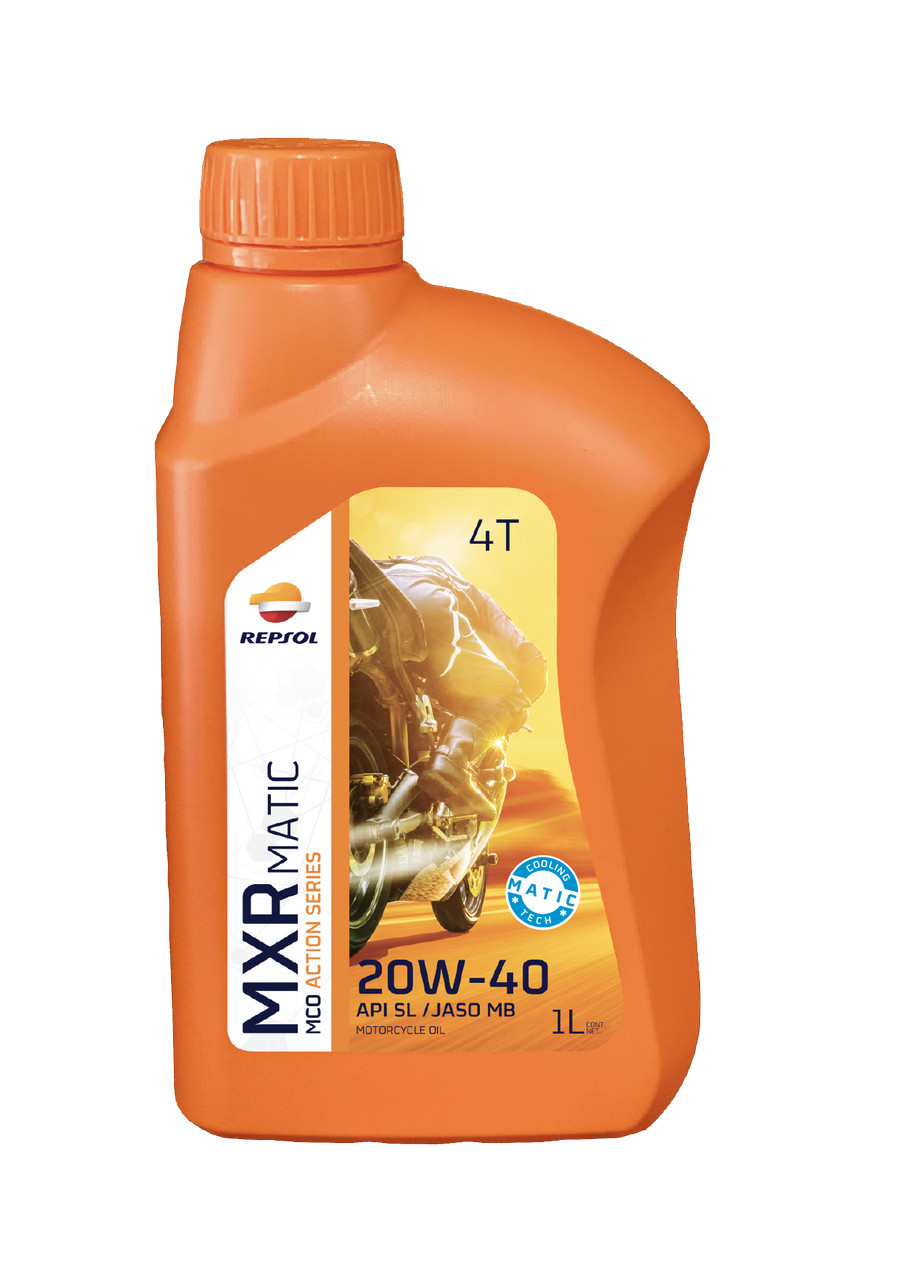 4T
REPSOL
MXR MATIC
MCO ACTION SERIES
COOLING
MATIC
TECH
20W-40
API SL /JASO MB
MOTORCYCLE OIL
1L CONT.
NET.